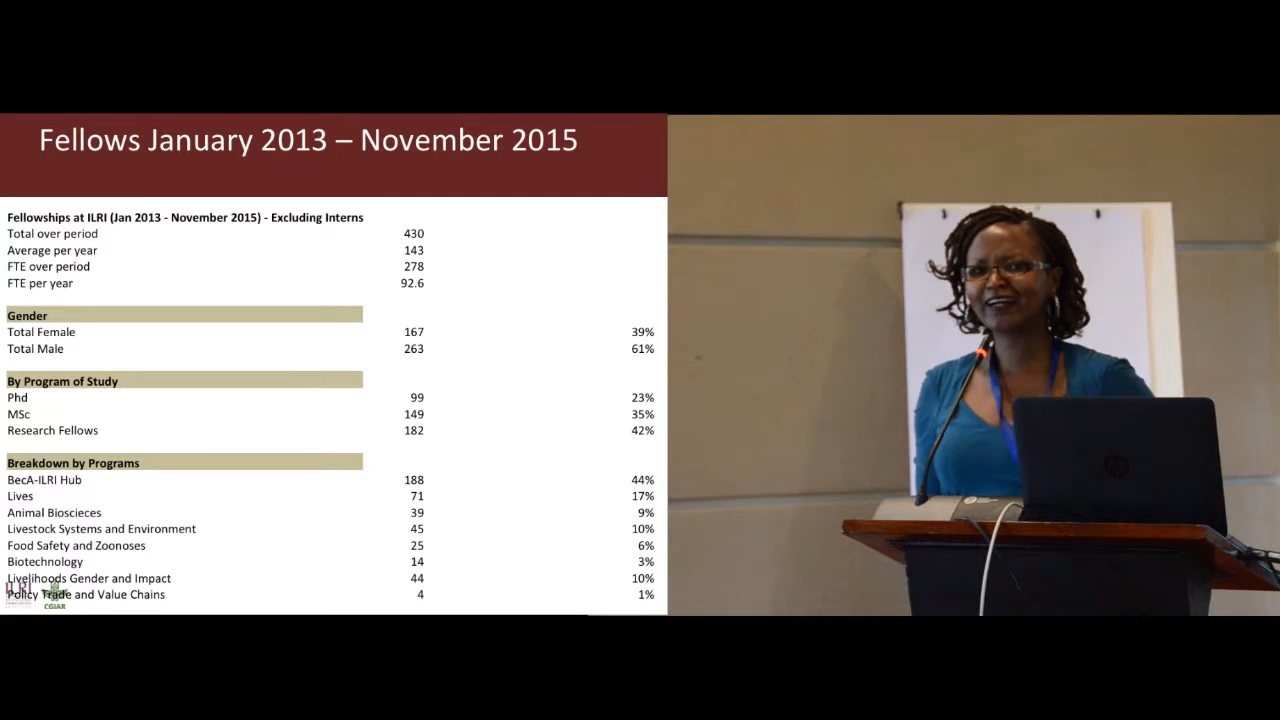 Fellows January 2013 – November 2015
Fellowships at ILRI (Jan 2013 - November 2015) - Excluding Interns
Total over period 430
Average per year 143
FTE over period 278
FTE per year 92.6
Gender
Total Female 167 39%
Total Male 263 61%
By Program of Study
Phd 99 23%
MSc 149 35%
Research Fellows 182 42%
Breakdown by Programs
BecA-ILRI Hub 188 44%
Lives 71 17%
Animal Bioscieces 39 9%
Livestock Systems and Environment 45 10%
Food Safety and Zoonoses 25 6%
Biotechnology 14 3%
Livelihoods Gender and Impact 44 10%
Policy Trade and Value Chains 4 1%
ILRI
CGIAR
hp